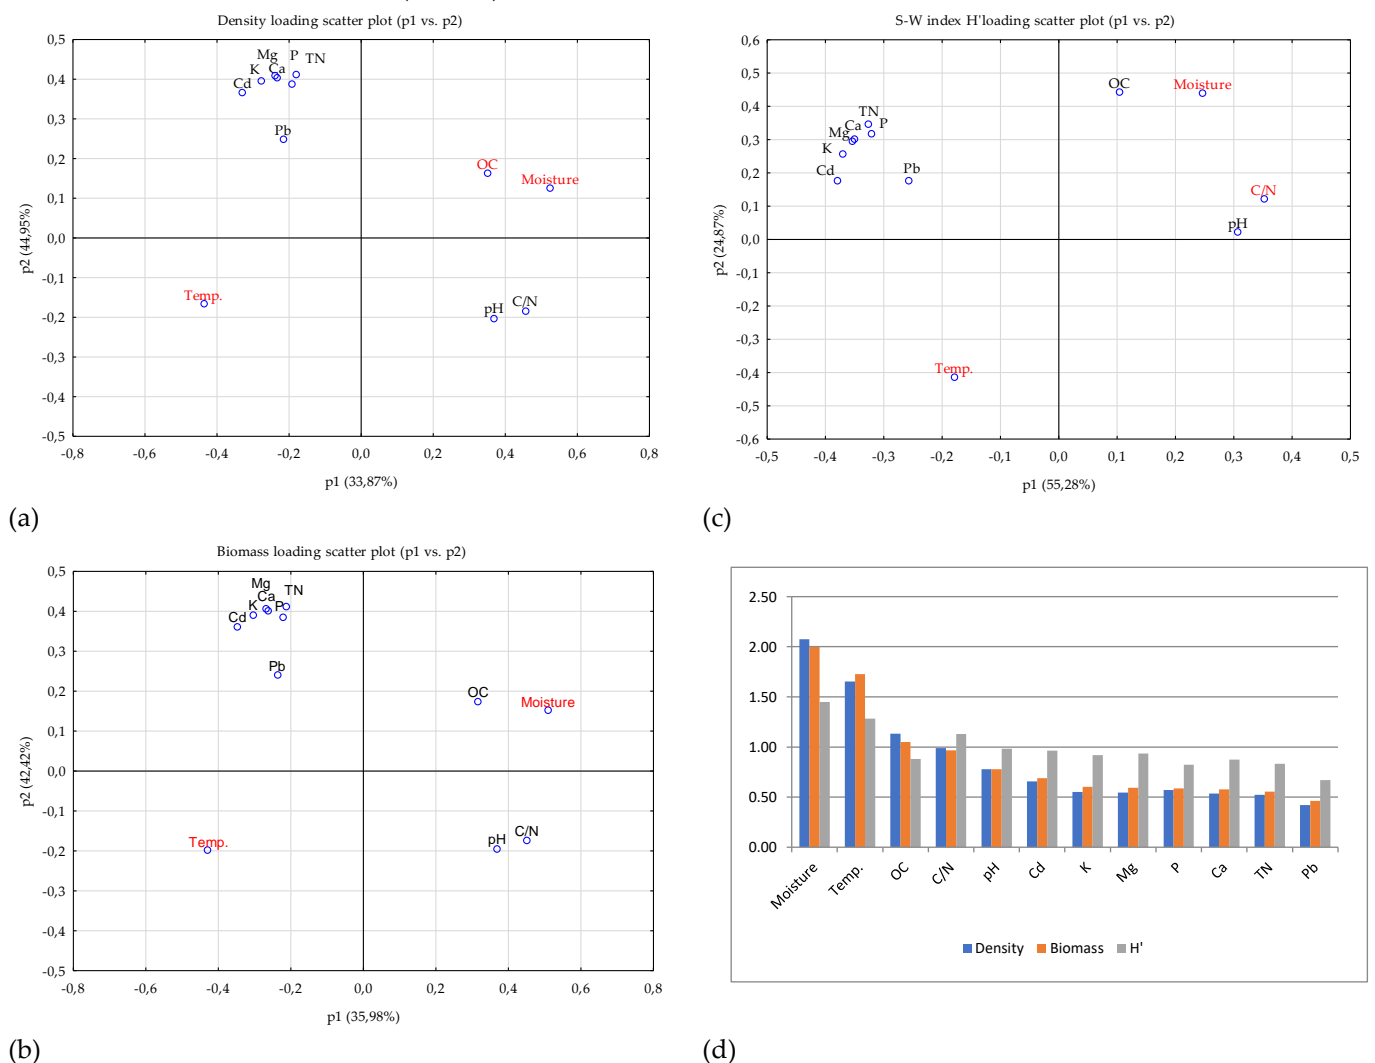 Density loading scatter plot (p1 vs. p2)
0,5
0,4
0,3
0,2
0,1
0,0
-0,1
-0,2
-0,3
-0,4
-0,5
p2 (44,95%)
Mg P TN
K Ca
Cd
Pb
OC
Moisture
Temp.
pH C/N
-0,8 -0,6 -0,4 -0,2 0,0 0,2 0,4 0,6 0,8
p1 (33,87%)
(a)
S-W index H'loading scatter plot (p1 vs. p2)
0,6
0,5
0,4
0,3
0,2
0,1
0,0
-0,1
-0,2
-0,3
-0,4
-0,5
-0,6
p2 (24,87%)
OC Moisture
TN
Ca P
Mg
K
Cd Pb
C/N
pH
Temp.
-0,5 -0,4 -0,3 -0,2 -0,1 0,0 0,1 0,2 0,3 0,4 0,5
p1 (55,28%)
(c)
Biomass loading scatter plot (p1 vs. p2)
0,5
0,4
0,3
0,2
0,1
0,0
-0,1
-0,2
-0,3
-0,4
-0,5
p2 (42,42%)
Mg TN
Ca
K P
Cd
Pb
OC
Moisture
Temp.
pH C/N
-0,8 -0,6 -0,4 -0,2 0,0 0,2 0,4 0,6 0,8
p1 (35,98%)
(b)
2.50
2.00
1.50
1.00
0.50
0.00
Moisture Temp. OC C/N pH Cd K Mg P Ca TN Pb
Density Biomass H'
(d)